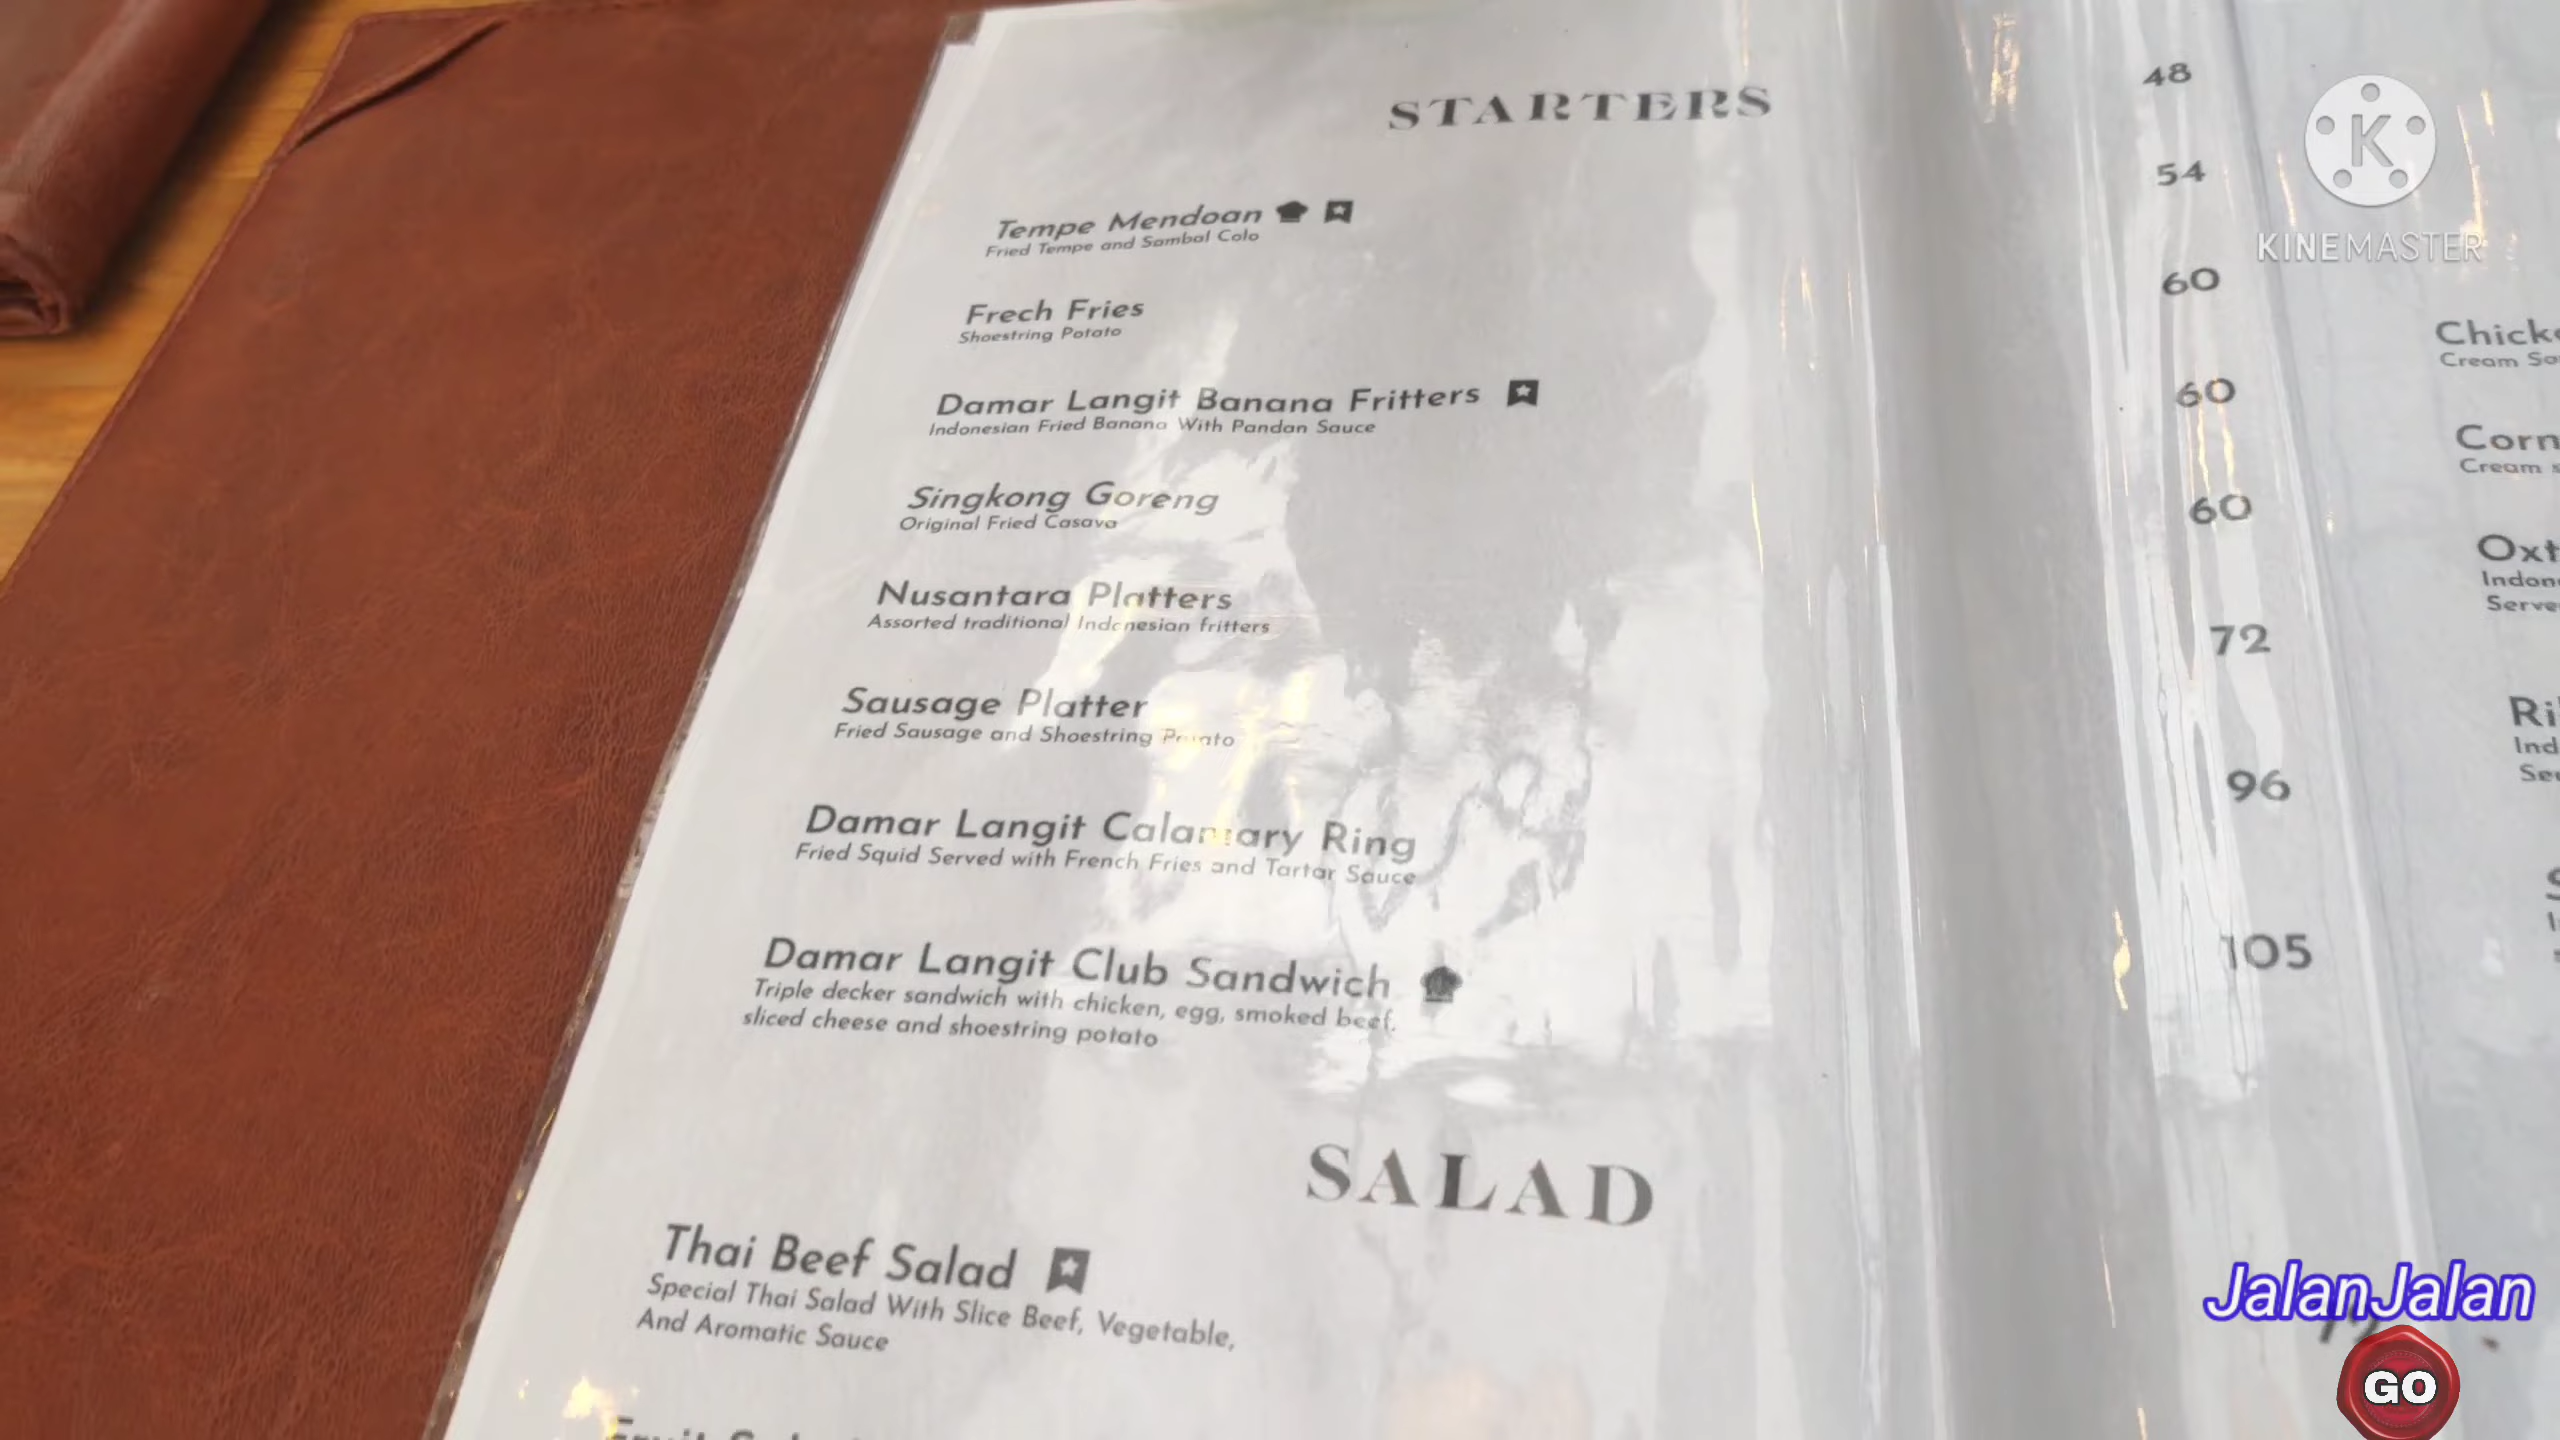 STARTERS
Tempe Mendoan 48
Fried Tempe and Sambal Colo
Frech Fries 54
Shoestring Potato
Damar Langit Banana Fritters 60
Indonesian Fried Banana With Pandan Sauce
Singkong Goreng 60
Original Fried Casava
Nusantara Platters 60
Assorted traditional Indonesian fritters
Sausage Platter 72
Fried Sausage and Shoestring Potato
Damar Langit Calamary Ring 96
Fried Squid Served with French Fries and Tartar Sauce
Damar Langit Club Sandwich 105
Triple decker sandwich with chicken, egg, smoked beef,
sliced cheese and shoestring potato
SALAD
Thai Beef Salad
Special Thai Salad With Slice Beef, Vegetable,
And Aromatic Sauce
Corn
Cream
Indon
KINEMASTER
K
JalanJalan
GO